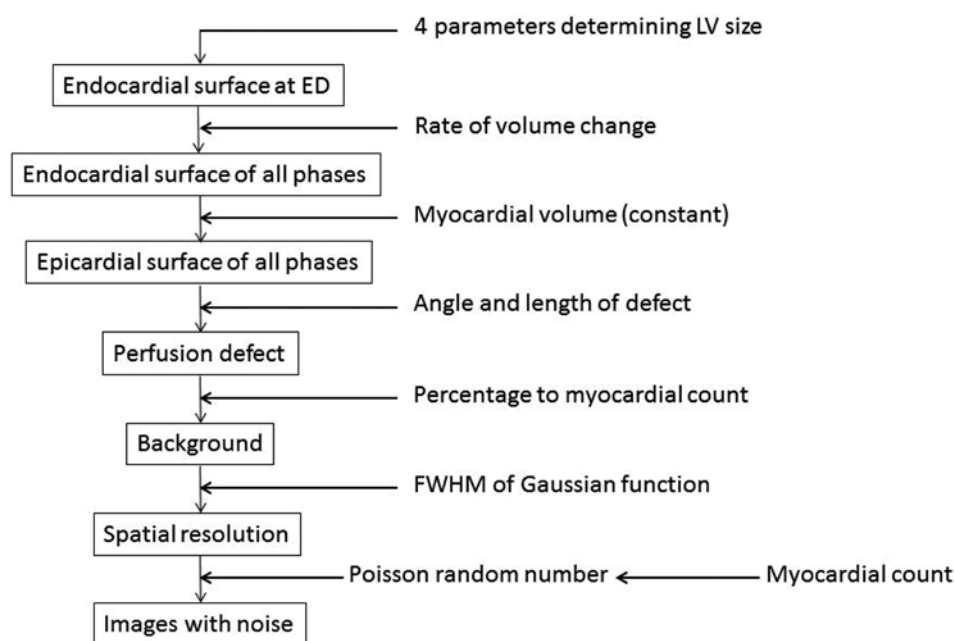 4 parameters determining LV size
Endocardial surface at ED
Rate of volume change
Endocardial surface of all phases
Myocardial volume (constant)
Epicardial surface of all phases
Angle and length of defect
Perfusion defect
Percentage to myocardial count
Background
FWHM of Gaussian function
Spatial resolution
Poisson random number
Myocardial count
Images with noise